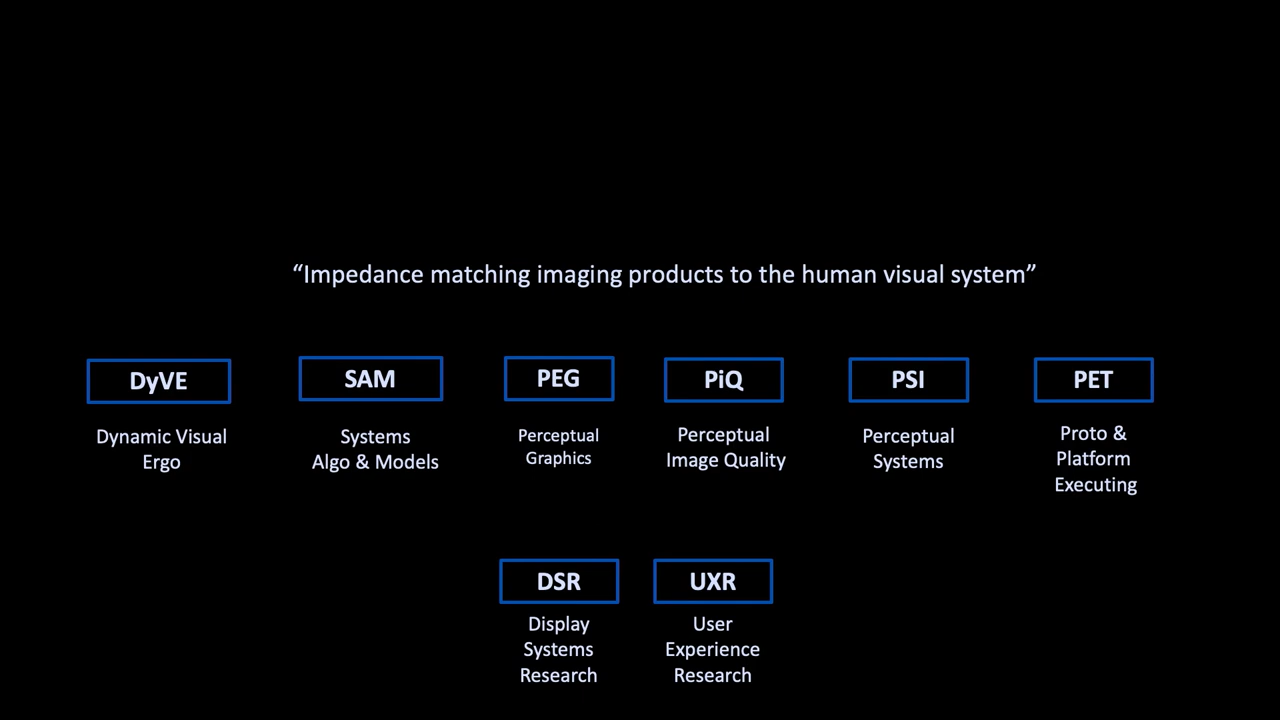 “Impedance matching imaging products to the human visual system”
DyVE
SAM
PEG
PiQ
PSI
PET
Dynamic Visual
Ergo
Systems
Algo & Models
Perceptual
Graphics
Perceptual
Image Quality
Perceptual
Systems
Proto &
Platform
Executing
DSR
UXR
Display
Systems
Research
User
Experience
Research